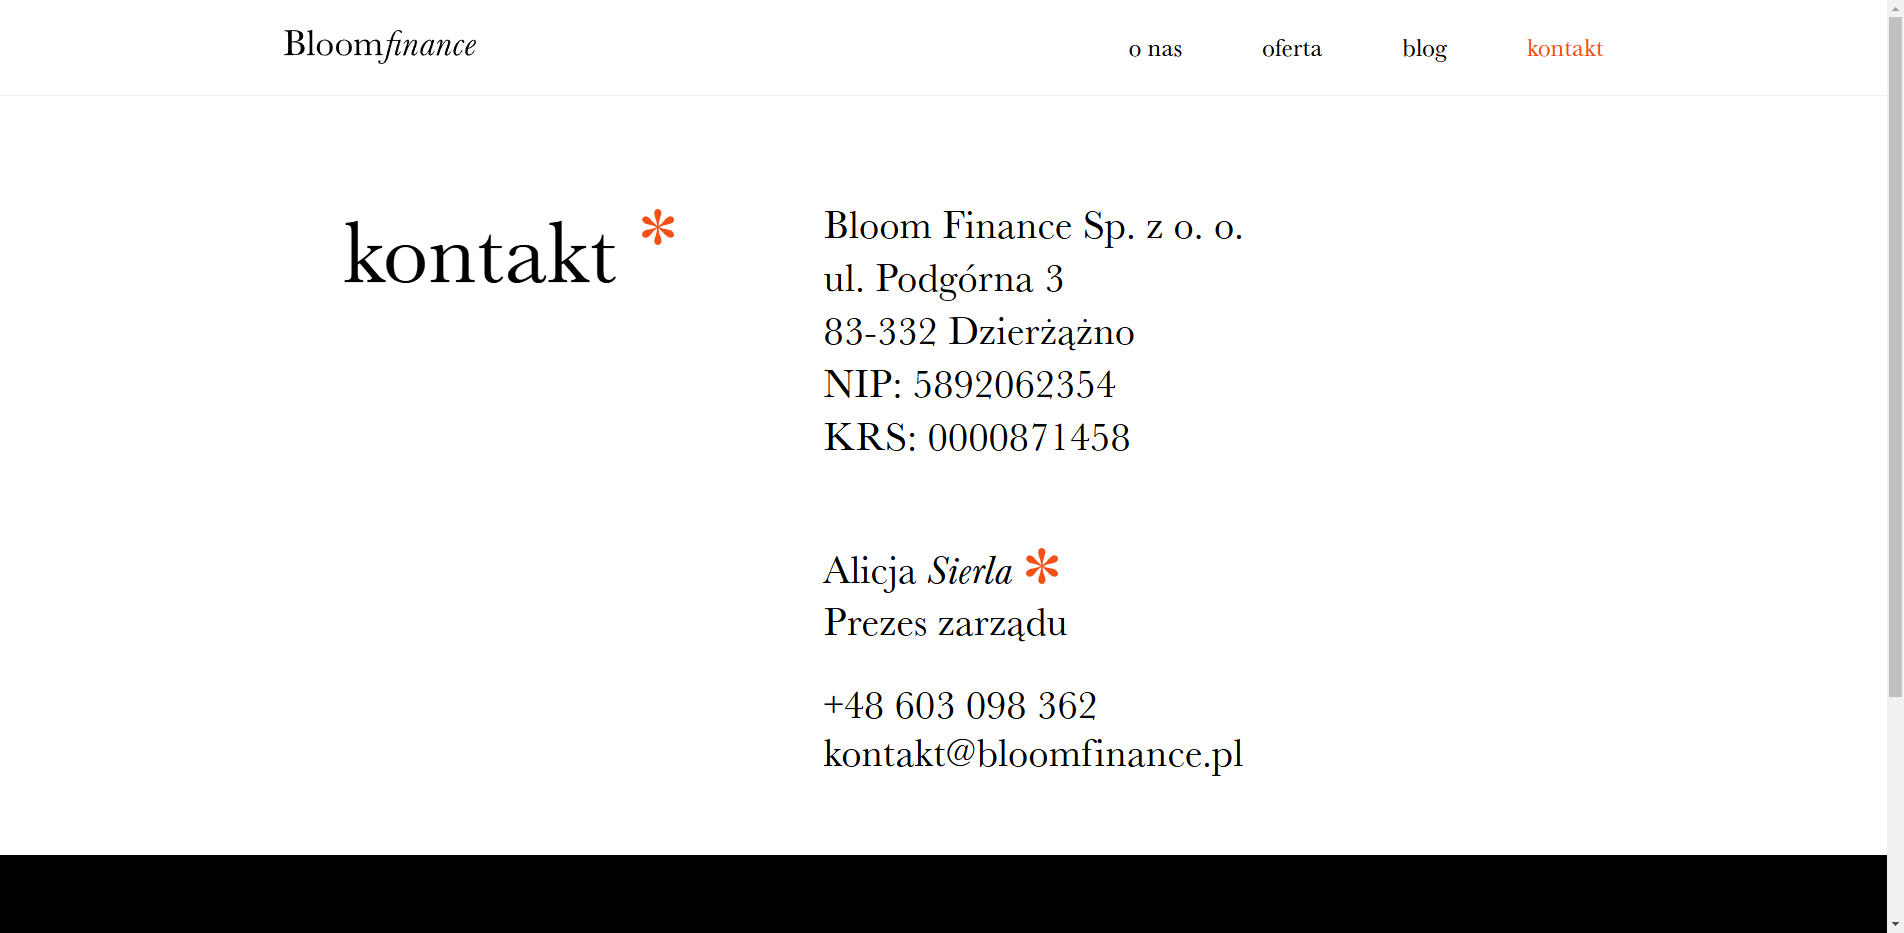 Bloomfinance
o nas oferta blog kontakt
kontakt *
Bloom Finance Sp. z o. o.
ul. Podgórna 3
83-332 Dzierżążno
NIP: 5892062354
KRS: 0000871458
Alicja Sierla *
Prezes zarządu
+48 603 098 362
kontakt@bloomfinance.pl